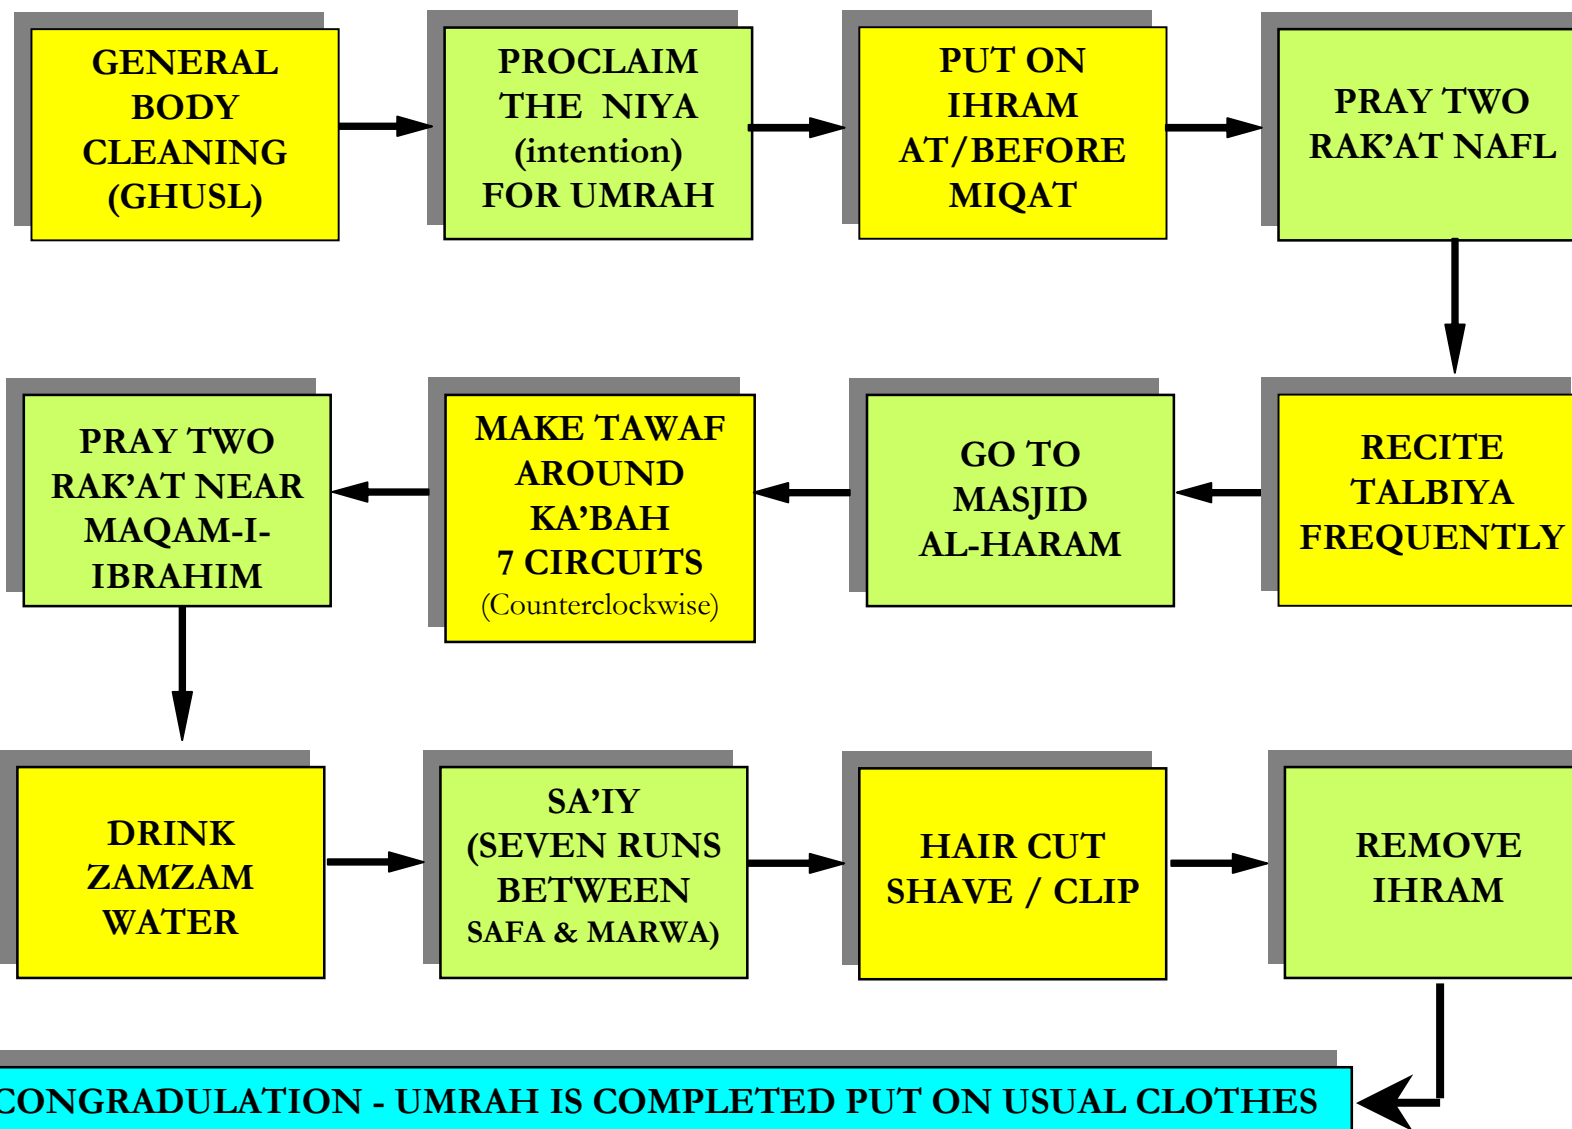 GENERAL
BODY
CLEANING
(GHUSL)
PROCLAIM
THE NIYA
(intention)
FOR UMRAH
PUT ON
IHRAM
AT/BEFORE
MIQAT
PRAY TWO
RAK’AT NAFL
RECITE
TALBIYA
FREQUENTLY
GO TO
MASJID
AL-HARAM
MAKE TAWAF
AROUND
KA’BAH
7 CIRCUITS
(Counterclockwise)
PRAY TWO
RAK’AT NEAR
MAQAM-I-
IBRAHIM
DRINK
ZAMZAM
WATER
SA’IY
(SEVEN RUNS
BETWEEN
SAFA & MARWA)
HAIR CUT
SHAVE / CLIP
REMOVE
IHRAM
CONGRADULATION - UMRAH IS COMPLETED PUT ON USUAL CLOTHES